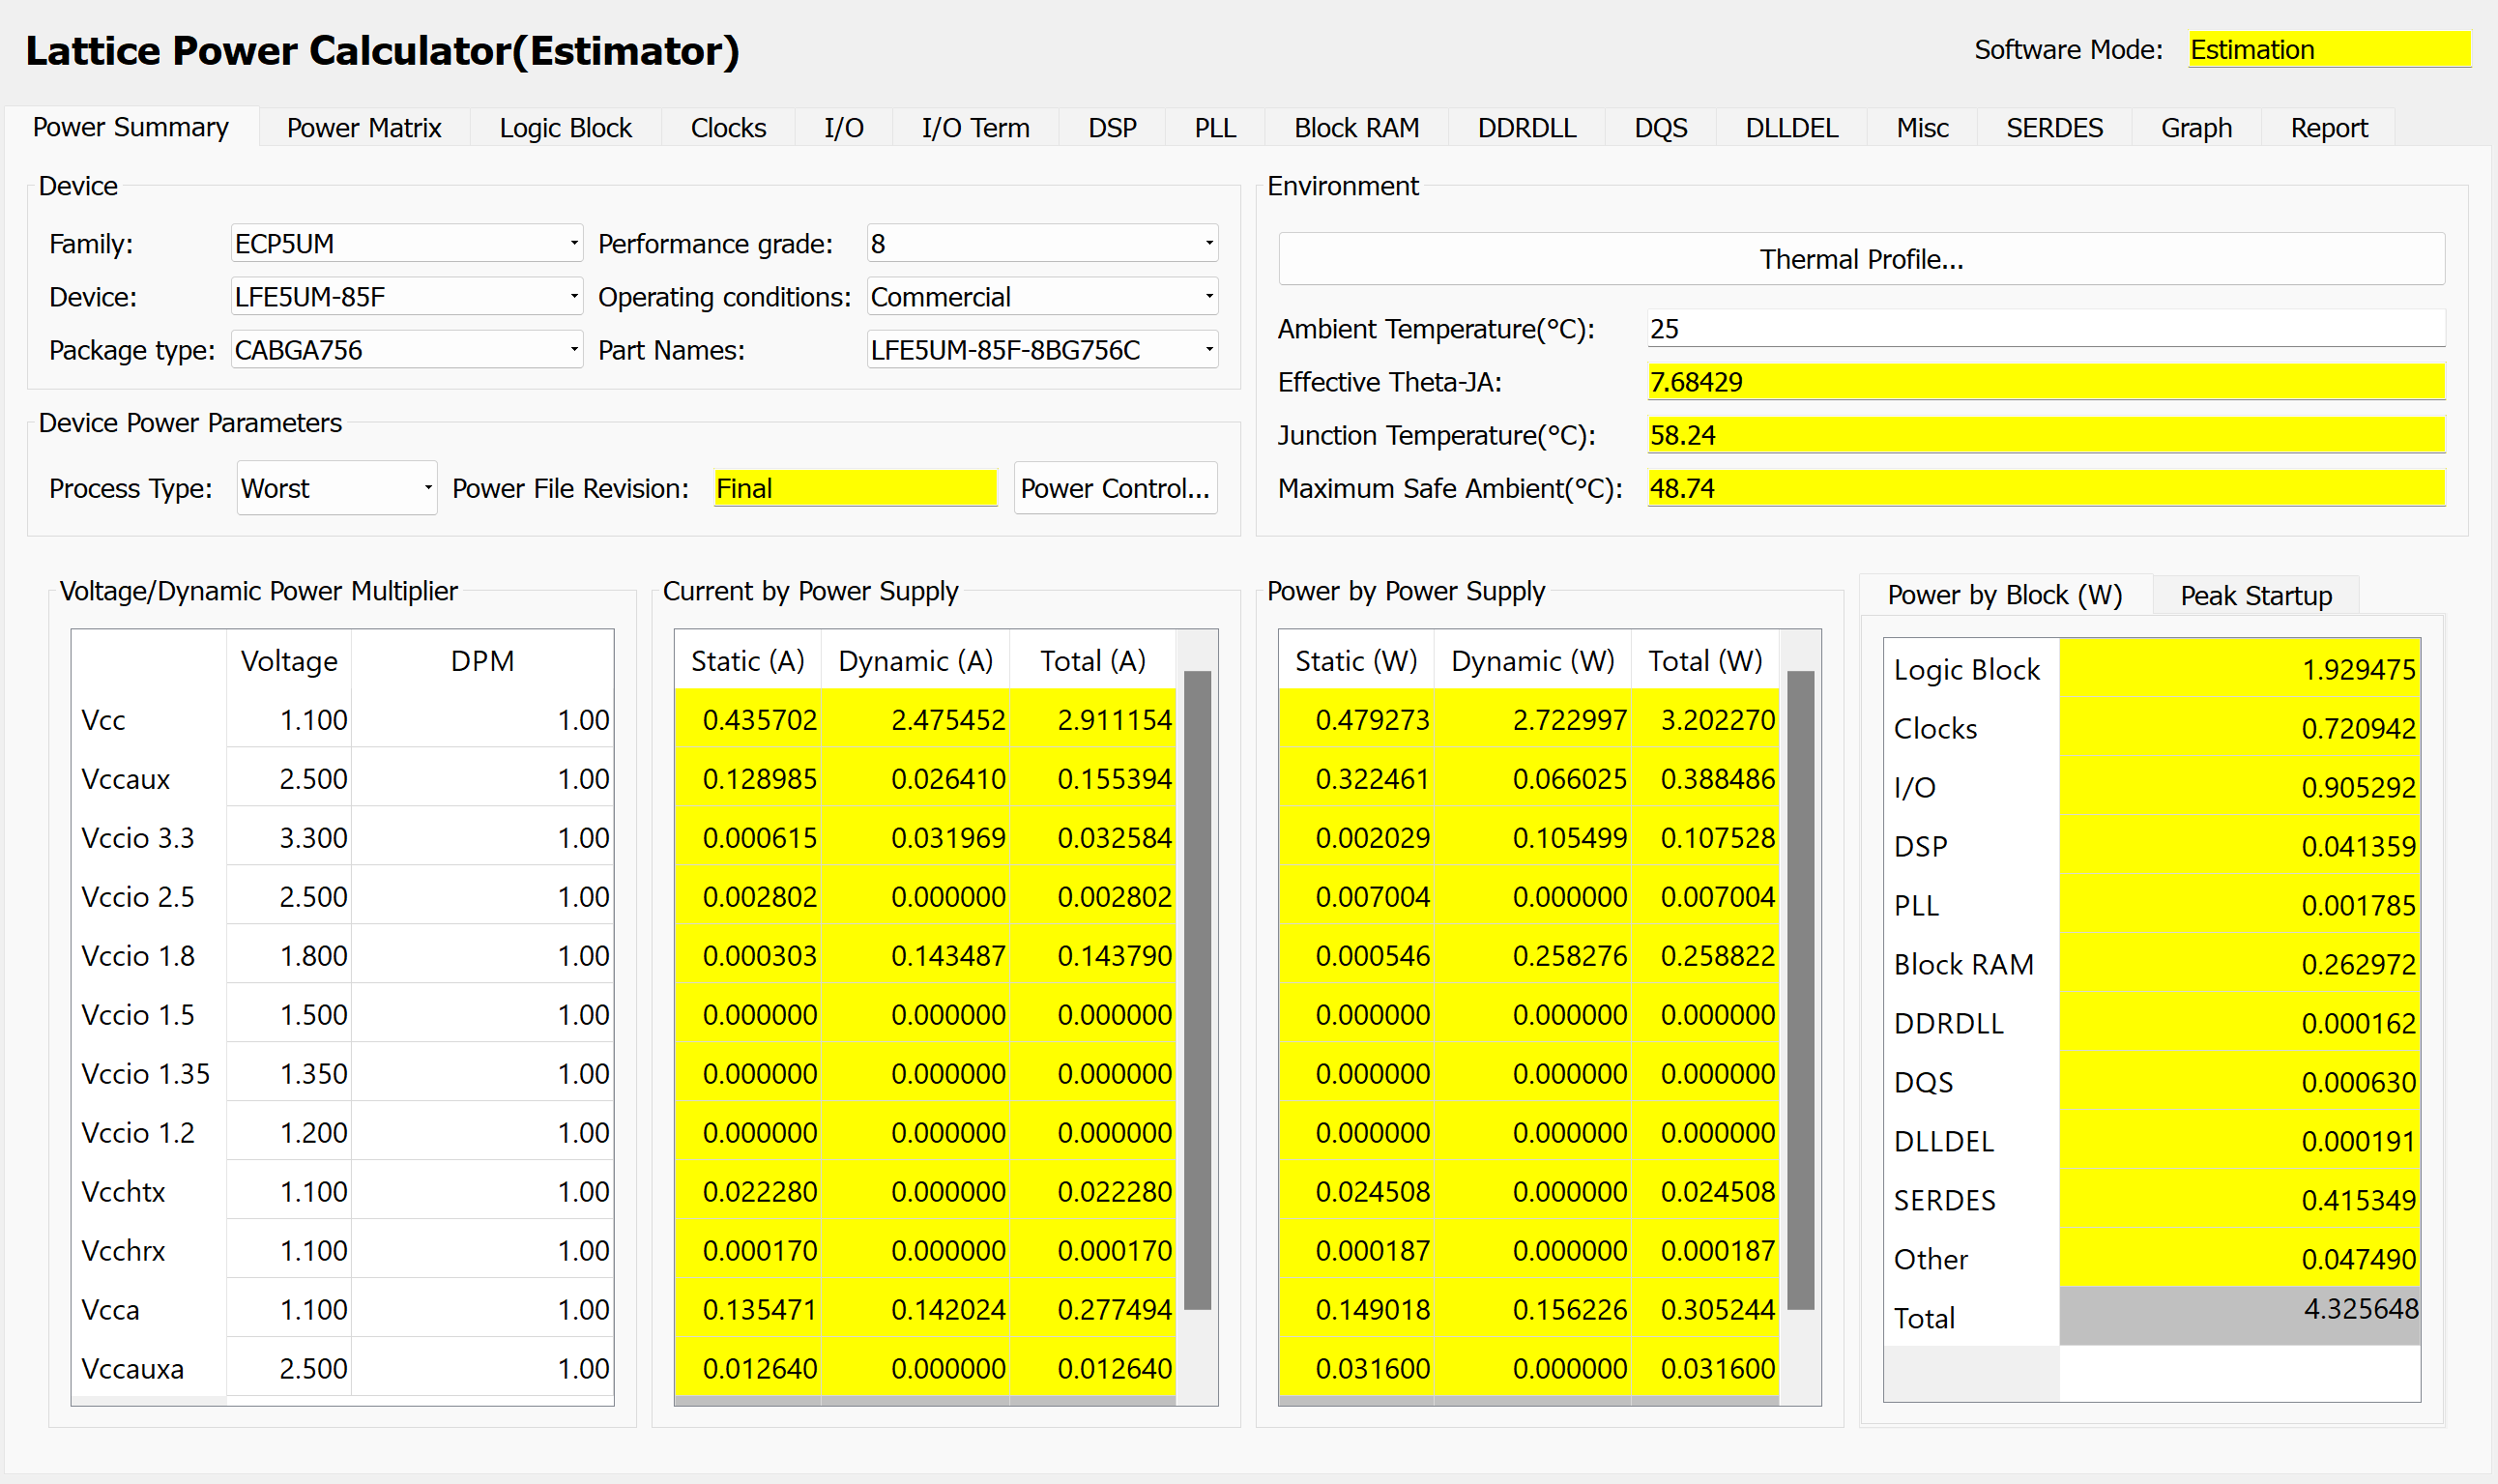 Lattice Power Calculator(Estimator)
Software Mode: Estimation
Power Summary Power Matrix Logic Block Clocks I/O I/O Term DSP PLL Block RAM DDRDLL DQS DLLDEL Misc SERDES Graph Report
Device
Family: ECP5UM Performance grade: 8
Device: LFE5UM-85F Operating conditions: Commercial
Package type: CABGA756 Part Names: LFE5UM-85F-8BG756C
Device Power Parameters
Process Type: Worst Power File Revision: Final Power Control...
Environment
Thermal Profile...
Ambient Temperature(°C): 25
Effective Theta-JA: 7.68429
Junction Temperature(°C): 58.24
Maximum Safe Ambient(°C): 48.74
Voltage/Dynamic Power Multiplier
Voltage DPM
Vcc 1.100 1.00
Vccaux 2.500 1.00
Vccio 3.3 3.300 1.00
Vccio 2.5 2.500 1.00
Vccio 1.8 1.800 1.00
Vccio 1.5 1.500 1.00
Vccio 1.35 1.350 1.00
Vccio 1.2 1.200 1.00
Vcchtx 1.100 1.00
Vcchrx 1.100 1.00
Vcca 1.100 1.00
Vccauxa 2.500 1.00
Current by Power Supply
Static (A) Dynamic (A) Total (A)
0.435702 2.475452 2.911154
0.128985 0.026410 0.155394
0.000615 0.031969 0.032584
0.002802 0.000000 0.002802
0.000303 0.143487 0.143790
0.000000 0.000000 0.000000
0.000000 0.000000 0.000000
0.000000 0.000000 0.000000
0.022280 0.000000 0.022280
0.000170 0.000000 0.000170
0.135471 0.142024 0.277494
0.012640 0.000000 0.012640
Power by Power Supply
Static (W) Dynamic (W) Total (W)
0.479273 2.722997 3.202270
0.322461 0.066025 0.388486
0.002029 0.105499 0.107528
0.007004 0.000000 0.007004
0.000546 0.258276 0.258822
0.000000 0.000000 0.000000
0.000000 0.000000 0.000000
0.000000 0.000000 0.000000
0.024508 0.000000 0.024508
0.000187 0.000000 0.000187
0.149018 0.156226 0.305244
0.031600 0.000000 0.031600
Power by Block (W) Peak Startup
Logic Block 1.929475
Clocks 0.720942
I/O 0.905292
DSP 0.041359
PLL 0.001785
Block RAM 0.262972
DDRDLL 0.000162
DQS 0.000630
DLLDEL 0.000191
SERDES 0.415349
Other 0.047490
Total 4.325648